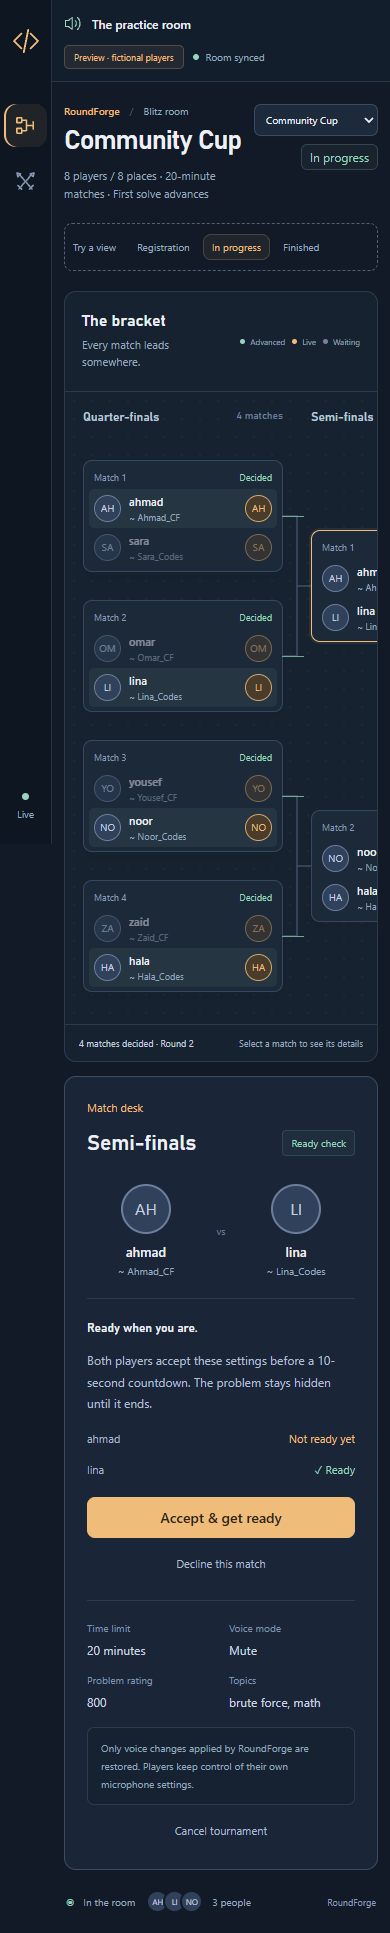 The practice room
Preview · fictional players
Room synced
RoundForge / Blitz room
Community Cup
Community Cup
In progress
8 players / 8 places · 20-minute
matches · First solve advances
Try a view
Registration
In progress
Finished
The bracket
Every match leads
somewhere.
Advanced
Live
Waiting
Quarter-finals
4 matches
Semi-finals
Match 1
Decided
AH
ahmad
~ Ahmad_CF
AH
SA
sara
~ Sara_Codes
SA
Match 2
Decided
OM
omar
~ Omar_CF
OM
LI
lina
~ Lina_Codes
LI
Match 3
Decided
YO
yousef
~ Yousef_CF
YO
NO
noor
~ Noor_Codes
NO
Match 4
Decided
ZA
zaid
~ Zaid_CF
ZA
HA
hala
~ Hala_Codes
HA
Match 1
AH
ahm
~ Ah
LI
lina
~ Lin
Match 2
NO
noo
~ No
HA
hala
~ Ha
Live
4 matches decided · Round 2
Select a match to see its details
Match desk
Semi-finals
Ready check
AH
ahmad
~ Ahmad_CF
vs
LI
lina
~ Lina_Codes
Ready when you are.
Both players accept these settings before a 10-
second countdown. The problem stays hidden
until it ends.
ahmad
Not ready yet
lina
✓ Ready
Accept & get ready
Decline this match
Time limit
20 minutes
Voice mode
Mute
Problem rating
800
Topics
brute force, math
Only voice changes applied by RoundForge are
restored. Players keep control of their own
microphone settings.
Cancel tournament
In the room
AH
LI
NO
3 people
RoundForge